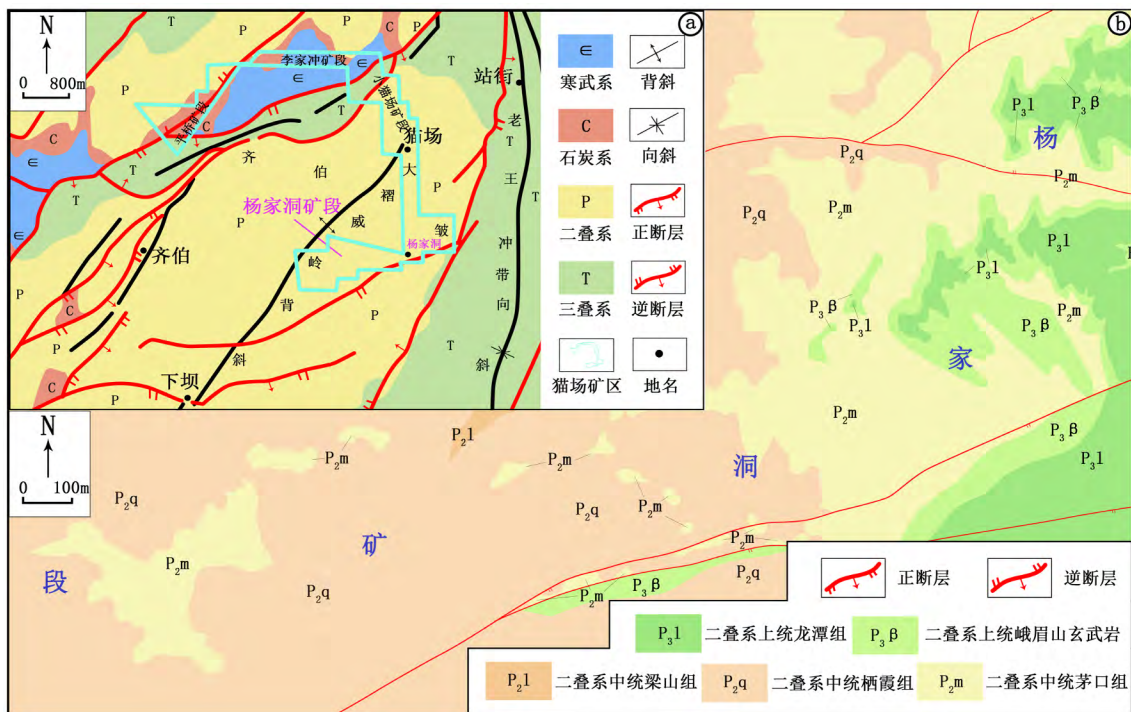 N
800m
a
T
P
C
∈
P
C
T
P
P
李家冲矿段
∈
∈
平桥矿段
C
T
T
小猫场矿段
站街
猫场
老王冲带向斜
T
T
T
P
P
齐伯
大褶皱
威岭背斜
杨家洞矿段
杨家洞
∈
∈
T
P
P
齐伯
C
P
C
P
P
P
T
下坝
∈
寒武系
背斜
C
石炭系
向斜
P
二叠系
正断层
T
三叠系
逆断层
猫场矿区
地名
b
P₃l
P₃β
杨
P₂q
P₂m
P₂q
P₂m
P₃l
P₃l
P₃β
P₃l
P₃β
P₂m
家
P₂m
P₃β
P₃l
N
100m
P₂l
P₂m
P₂m
洞
P₂q
P₂q
P₂m
矿
P₂m
段
P₂m
P₂q
P₂m
P₃β
P₂q
正断层
逆断层
P₃l
二叠系上统龙潭组
P₃β
二叠系上统峨眉山玄武岩
P₂l
二叠系中统梁山组
P₂q
二叠系中统栖霞组
P₂m
二叠系中统茅口组